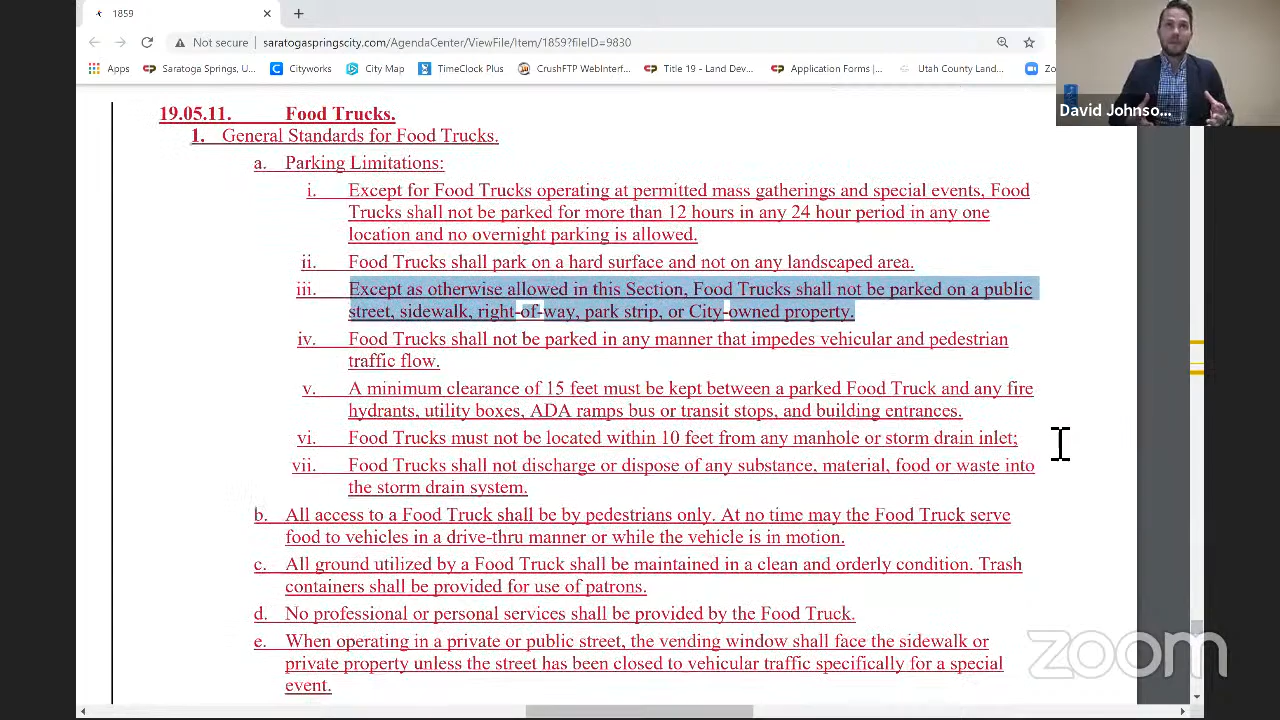 1859
Not secure
saratogaspringscity.com/AgendaCenter/ViewFile/Item/1859?fileID=9830
Apps
Saratoga Springs, U...
Cityworks
City Map
TimeClock Plus
CrushFTP WebInterf...
Title 19 - Land Dev...
Application Forms |...
Utah County Land...
Zo
David Johnso...
19.05.11. Food Trucks.
1. General Standards for Food Trucks.
a. Parking Limitations:
i. Except for Food Trucks operating at permitted mass gatherings and special events, Food
Trucks shall not be parked for more than 12 hours in any 24 hour period in any one
location and no overnight parking is allowed.
ii. Food Trucks shall park on a hard surface and not on any landscaped area.
iii. Except as otherwise allowed in this Section, Food Trucks shall not be parked on a public
street, sidewalk, right-of-way, park strip, or City-owned property.
iv. Food Trucks shall not be parked in any manner that impedes vehicular and pedestrian
traffic flow.
v. A minimum clearance of 15 feet must be kept between a parked Food Truck and any fire
hydrants, utility boxes, ADA ramps bus or transit stops, and building entrances.
vi. Food Trucks must not be located within 10 feet from any manhole or storm drain inlet;
vii. Food Trucks shall not discharge or dispose of any substance, material, food or waste into
the storm drain system.
b. All access to a Food Truck shall be by pedestrians only. At no time may the Food Truck serve
food to vehicles in a drive-thru manner or while the vehicle is in motion.
c. All ground utilized by a Food Truck shall be maintained in a clean and orderly condition. Trash
containers shall be provided for use of patrons.
d. No professional or personal services shall be provided by the Food Truck.
e. When operating in a private or public street, the vending window shall face the sidewalk or
private property unless the street has been closed to vehicular traffic specifically for a special
event.
zoom